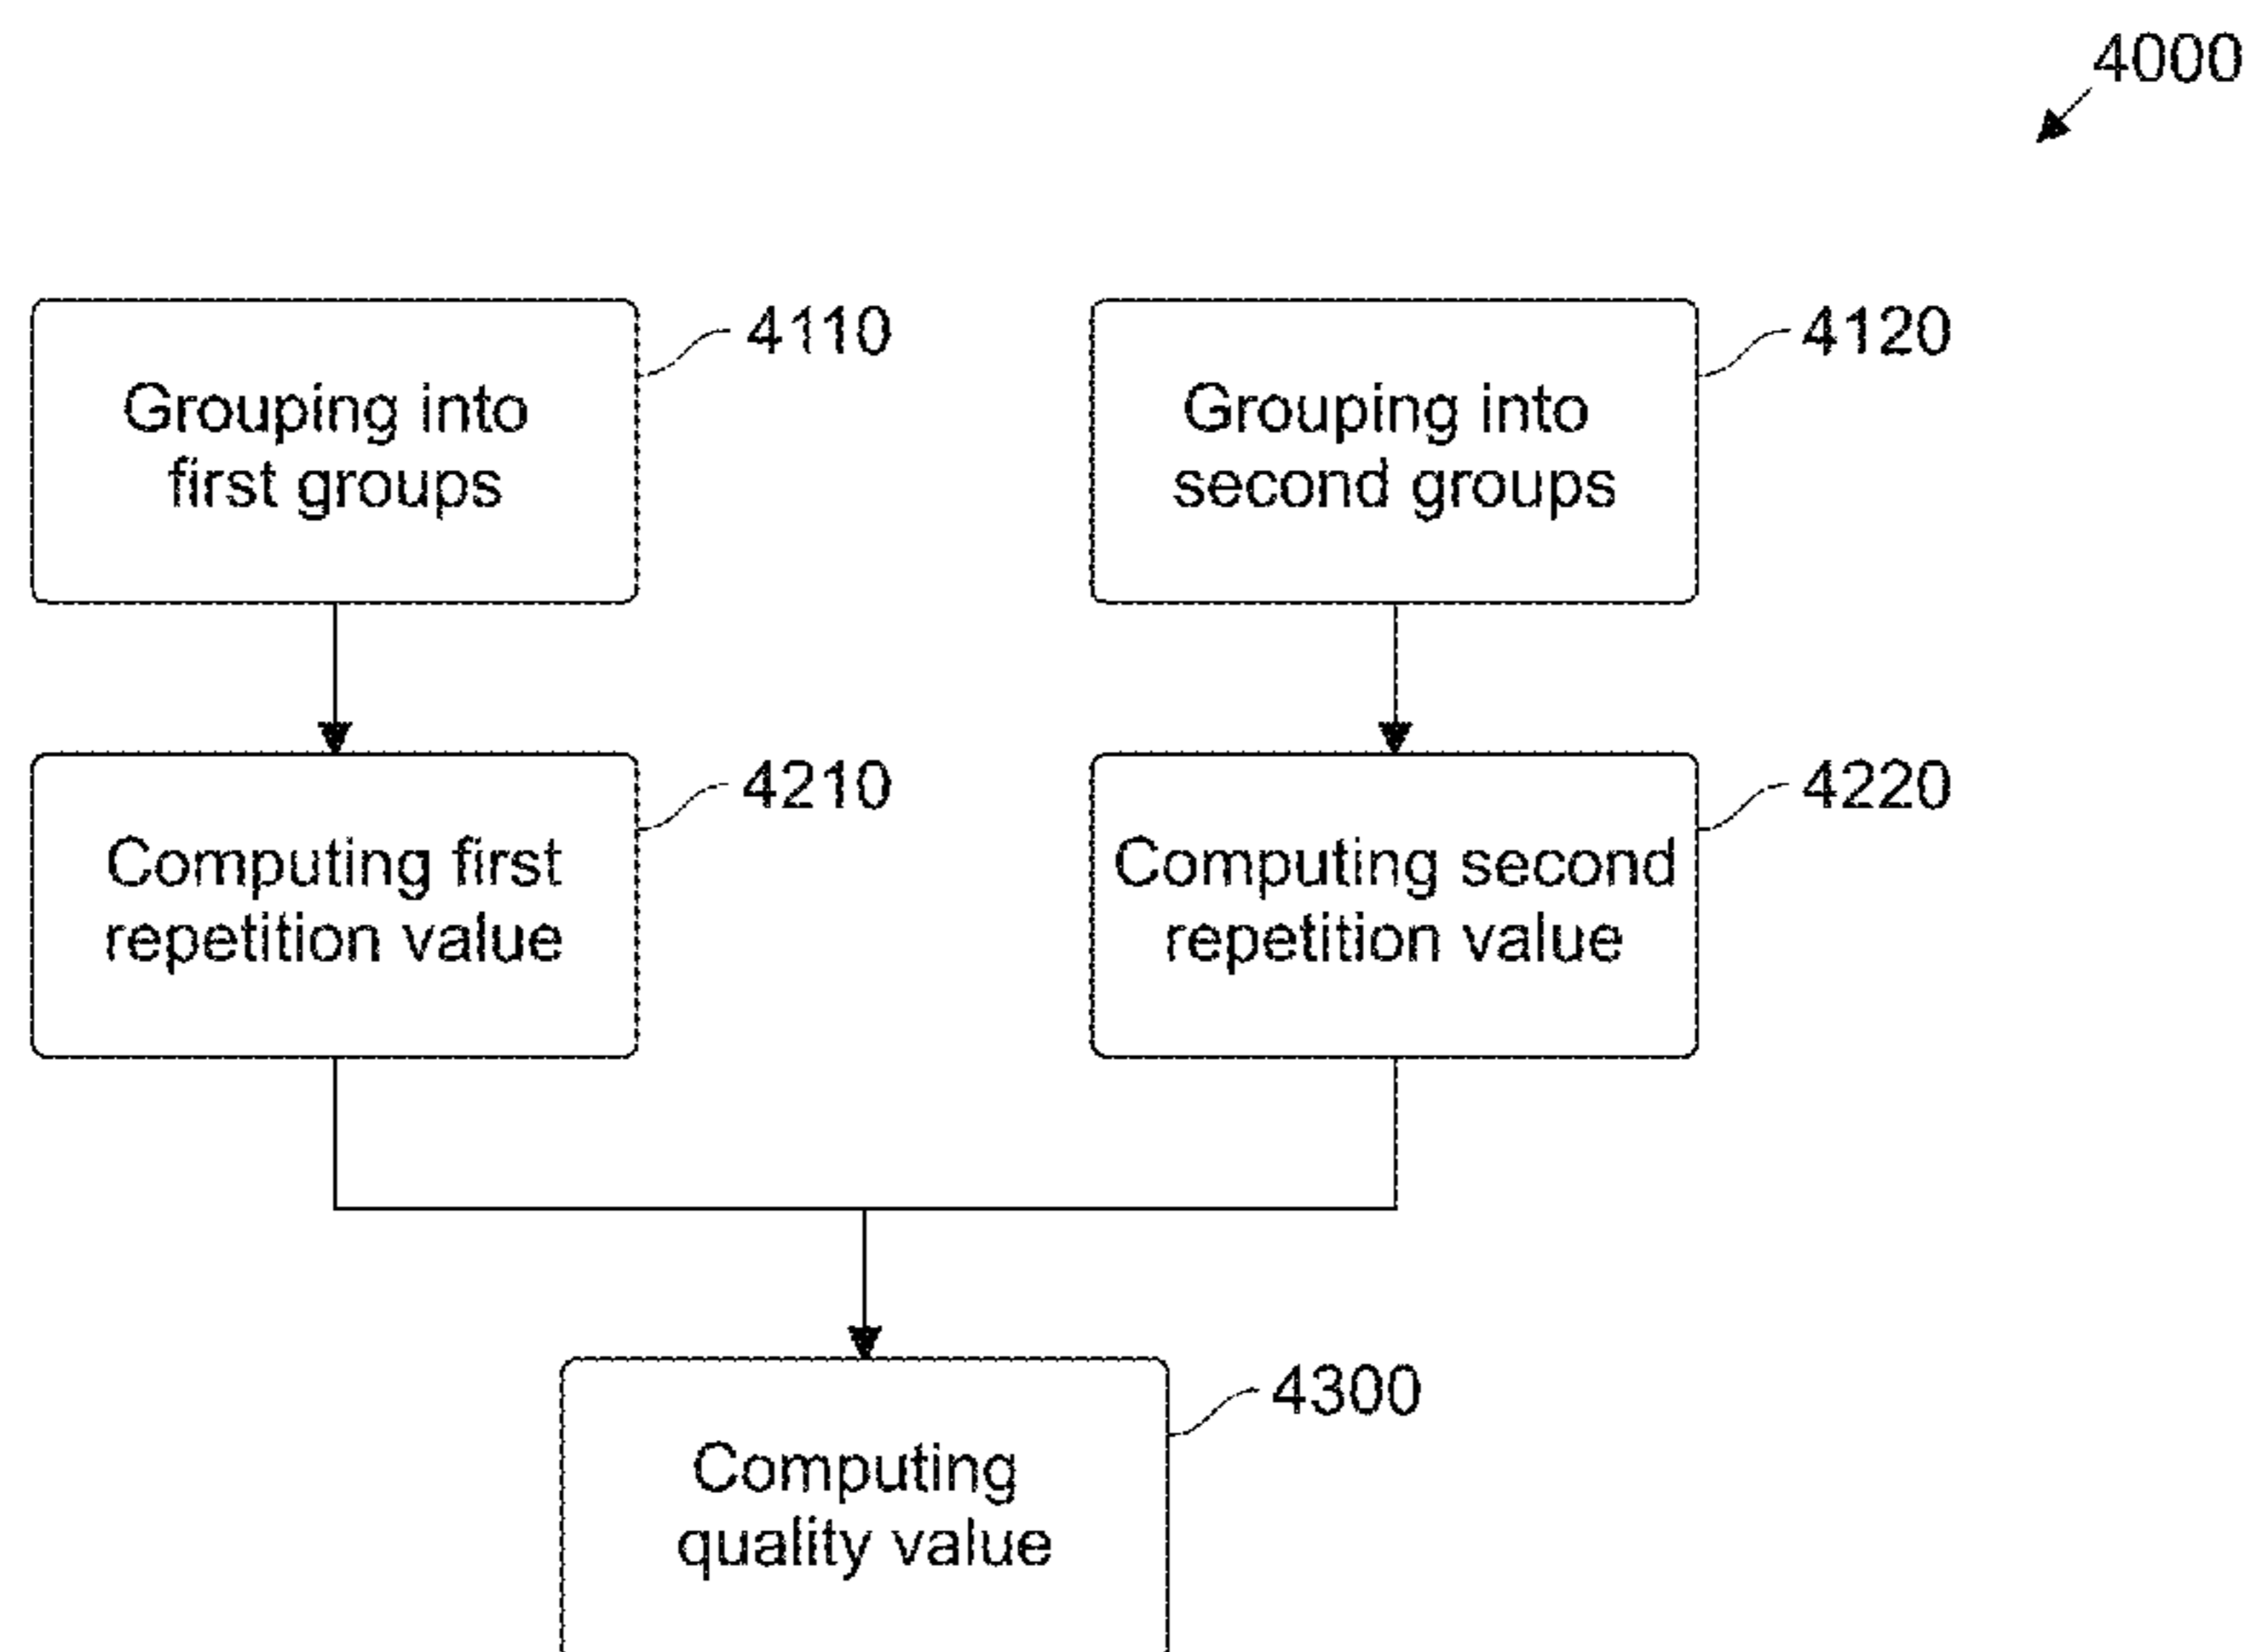 4000
4110
Grouping into
first groups
4120
Grouping into
second groups
4210
Computing first
repetition value
4220
Computing second
repetition value
4300
Computing
quality value